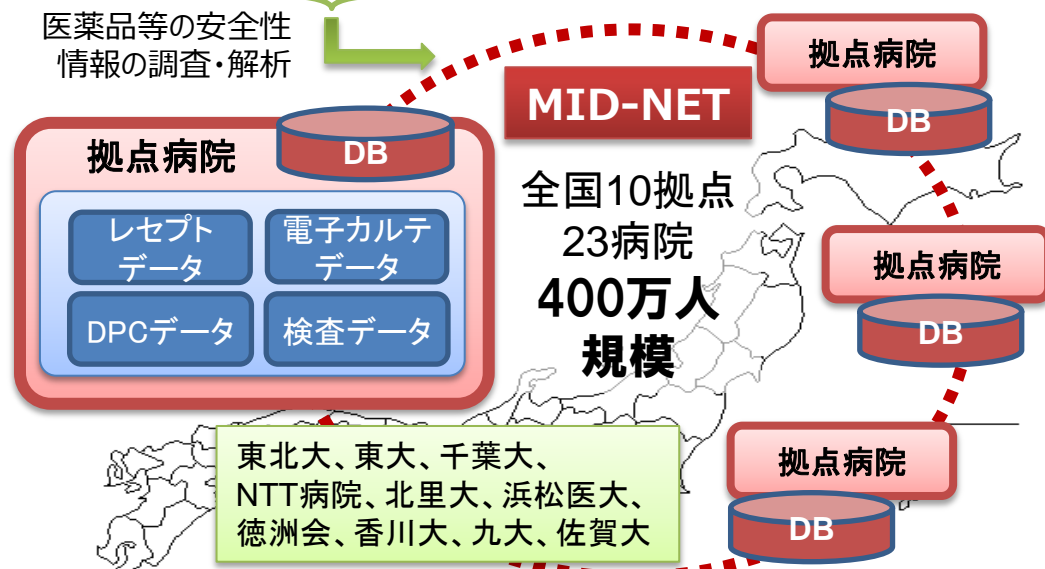 医薬品等の安全性
情報の調査・解析
MID-NET
拠点病院
DB
拠点病院
DB
レセプト
データ
電子カルテ
データ
DPCデータ
検査データ
全国10拠点
23病院
400万人
規模
拠点病院
DB
東北大、東大、千葉大、
NTT病院、北里大、浜松医大、
徳洲会、香川大、九大、佐賀大
拠点病院
DB